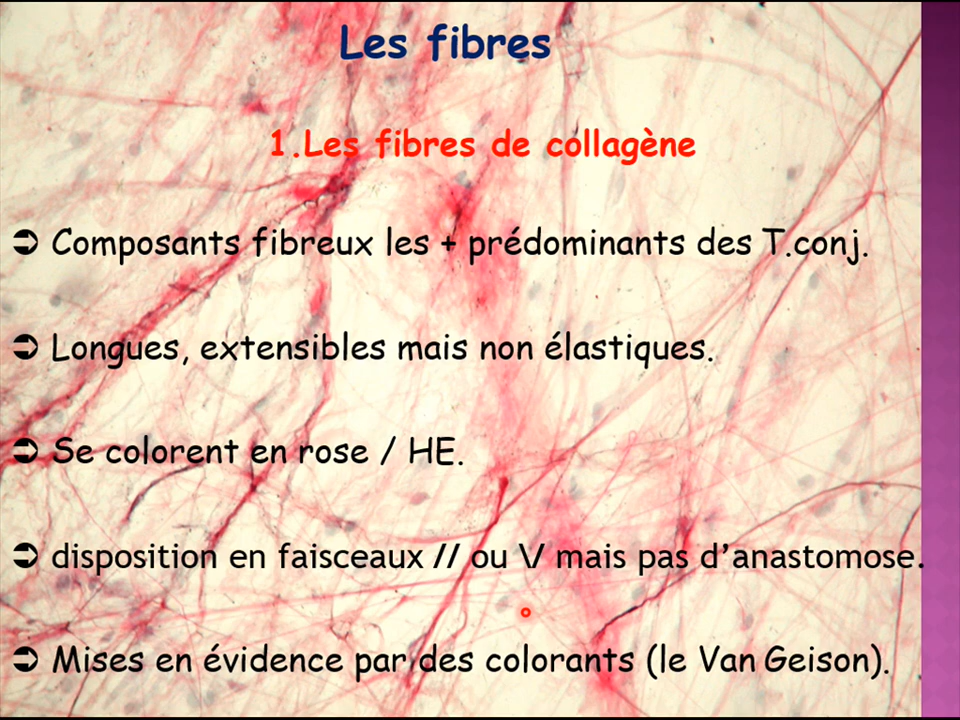 Les fibres
1.Les fibres de collagène
➲ Composants fibreux les + prédominants des T.conj.
➲ Longues, extensibles mais non élastiques.
➲ Se colorent en rose / HE.
➲ disposition en faisceaux // ou \/ mais pas d’anastomose.
➲ Mises en évidence par des colorants (le Van Geison).